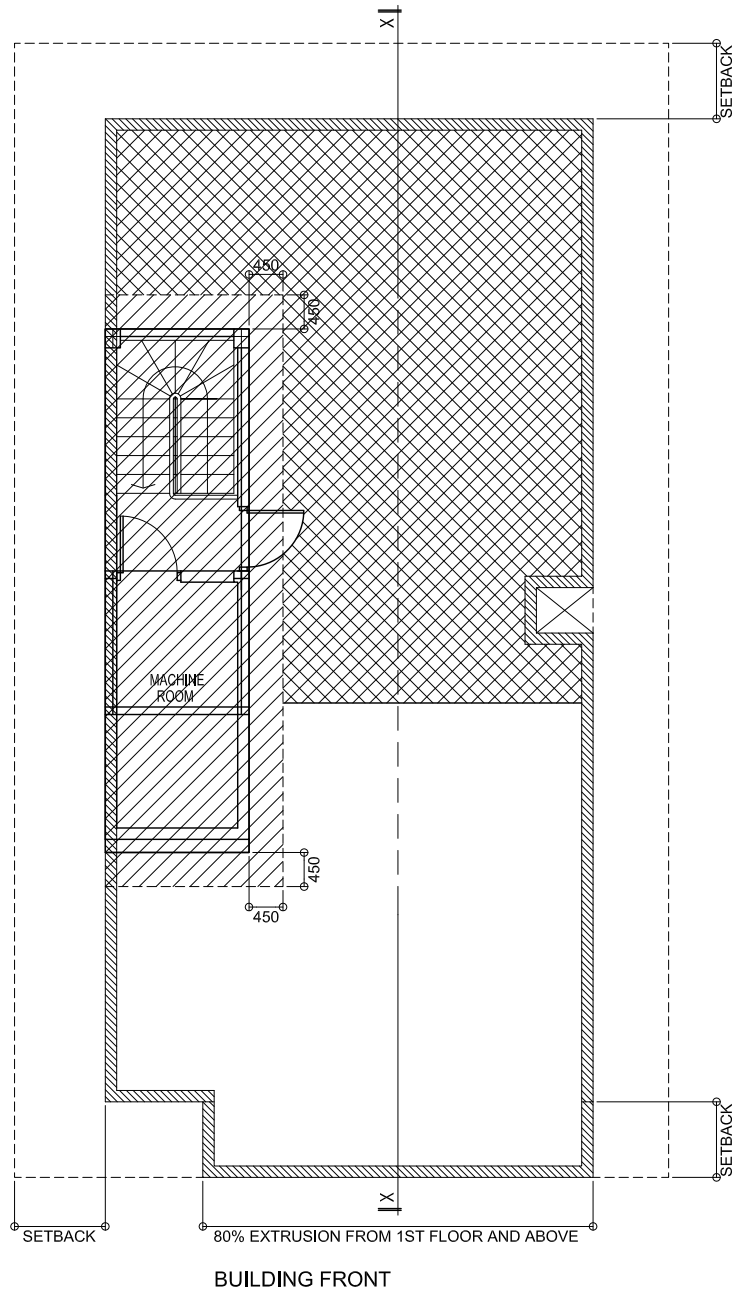 X
SETBACK
450
450
MACHINE
ROOM
450
450
SETBACK
X
SETBACK
80% EXTRUSION FROM 1ST FLOOR AND ABOVE
BUILDING FRONT